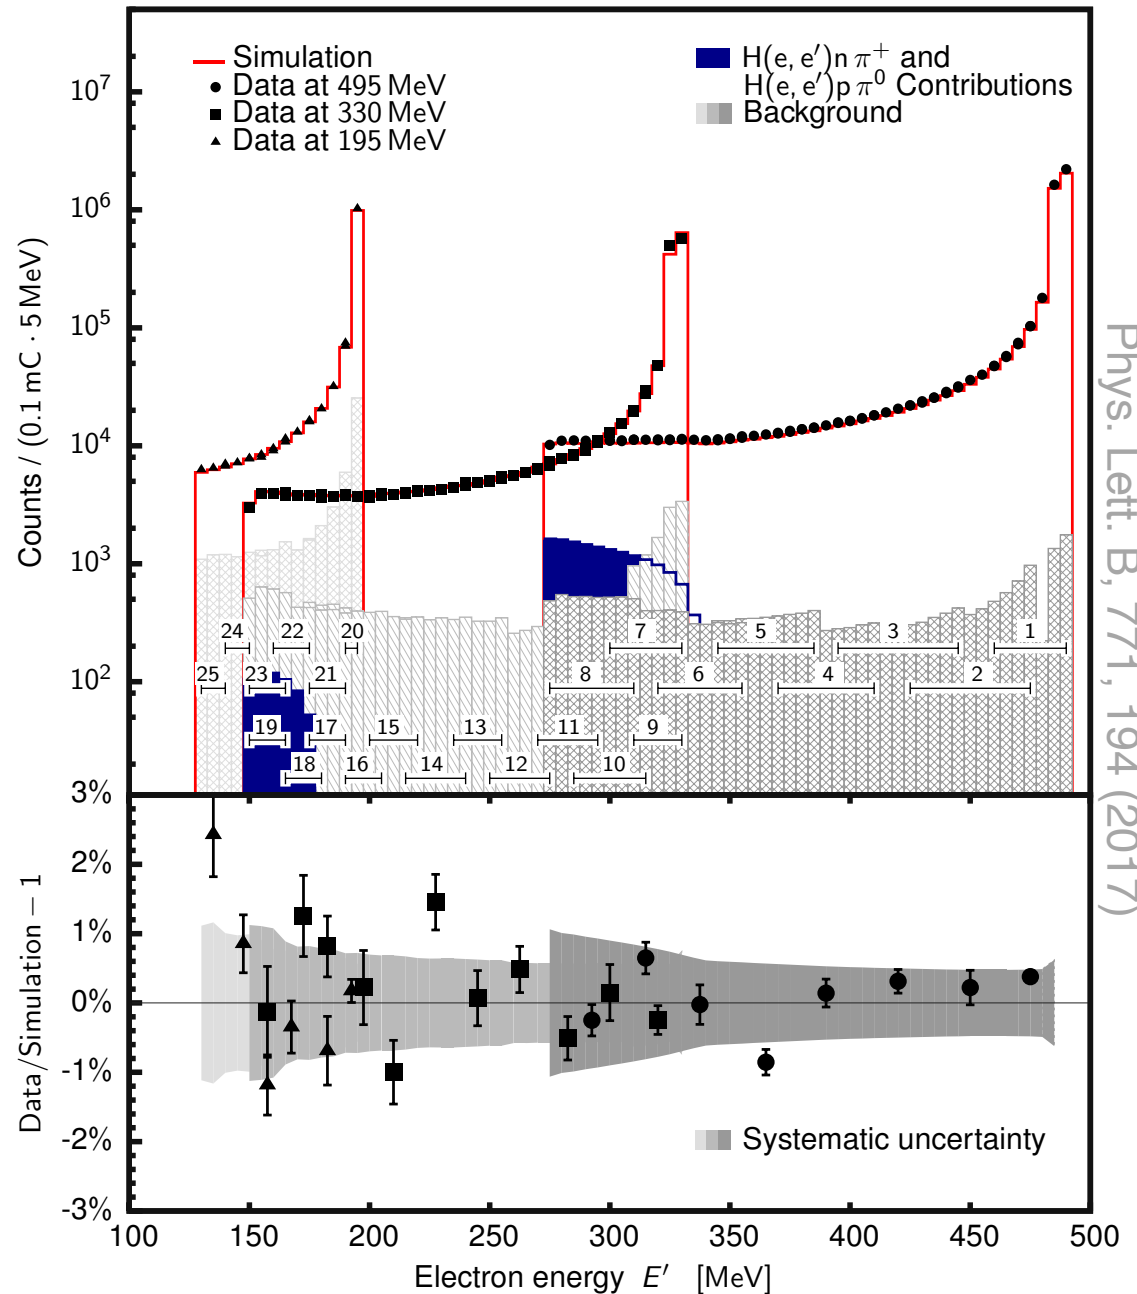 Simulation
Data at 495 MeV
Data at 330 MeV
Data at 195 MeV
H(e, e′)n π⁺ and
H(e, e′)p π⁰ Contributions
Background
Counts / (0.1 mC · 5 MeV)
10⁷
10⁶
10⁵
10⁴
10³
10²
24 22 20 7 5 3 1
25 23 21 8 6 4 2
19 17 15 13 11 9
18 16 14 12 10
3%
2%
1%
0%
-1%
-2%
-3%
Data/Simulation − 1
Systematic uncertainty
100 150 200 250 300 350 400 450 500
Electron energy E′ [MeV]
Phys. Lett. B, 771, 194 (2017)